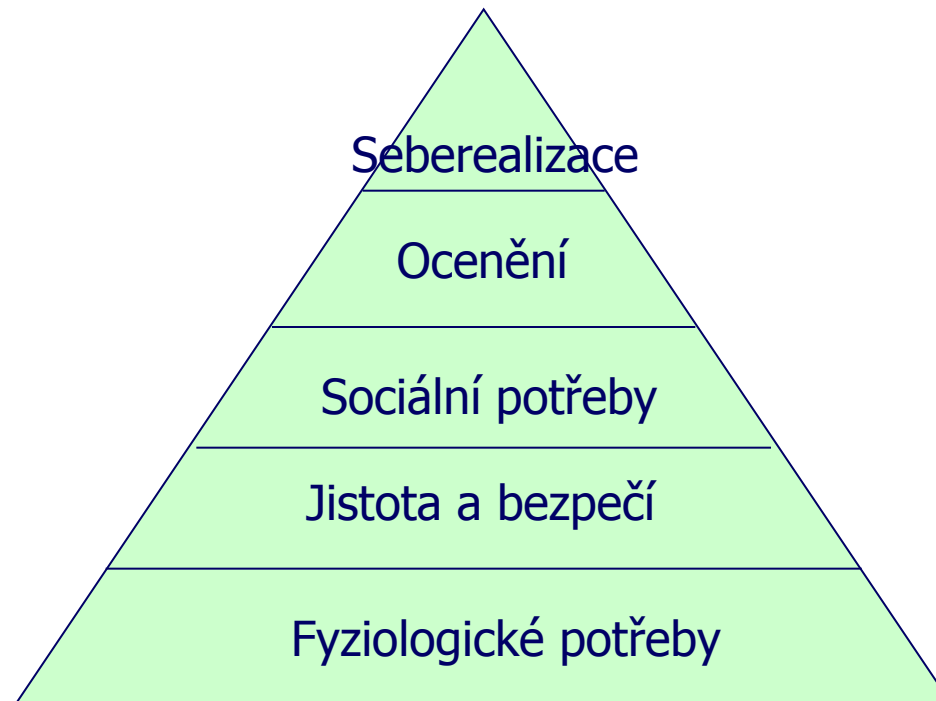 Seberealizace
Ocenění
Sociální potřeby
Jistota a bezpečí
Fyziologické potřeby